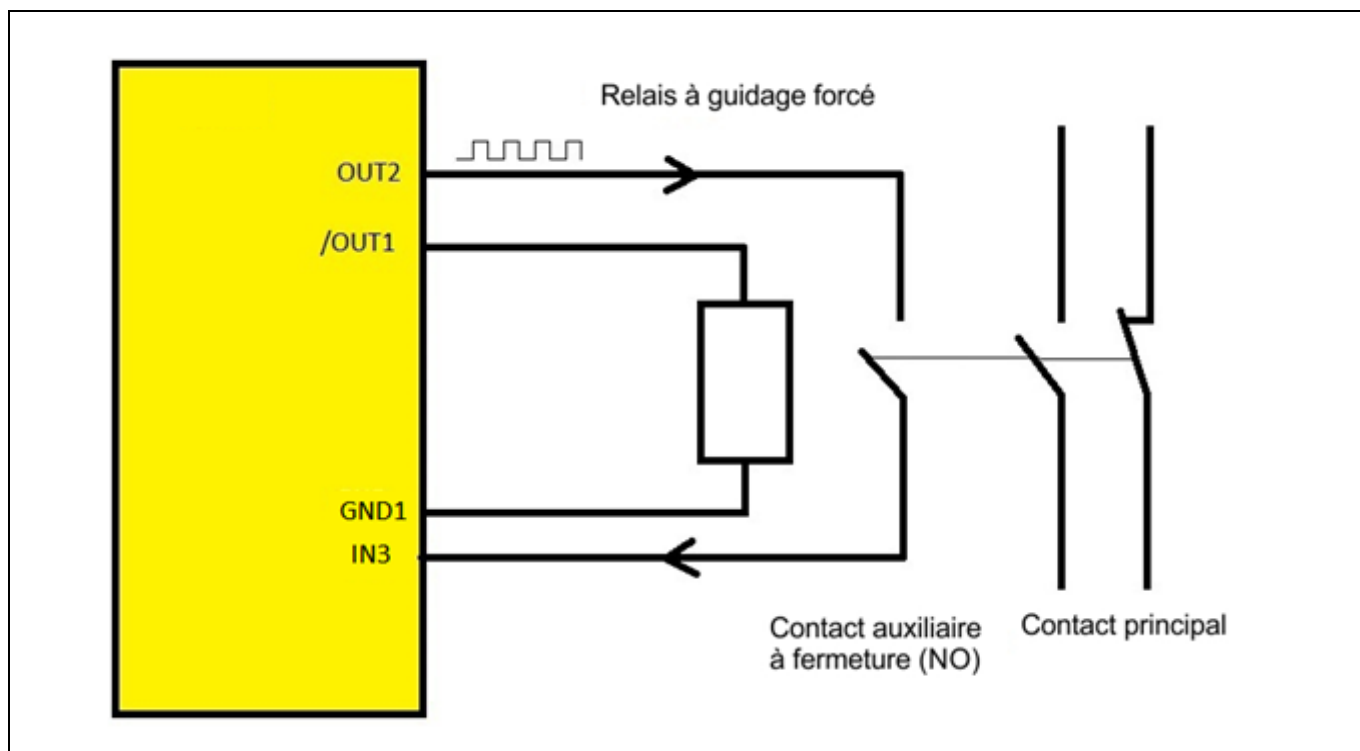 Relais à guidage forcé
OUT2
/OUT1
GND1
IN3
Contact auxiliaire
à fermeture (NO)
Contact principal